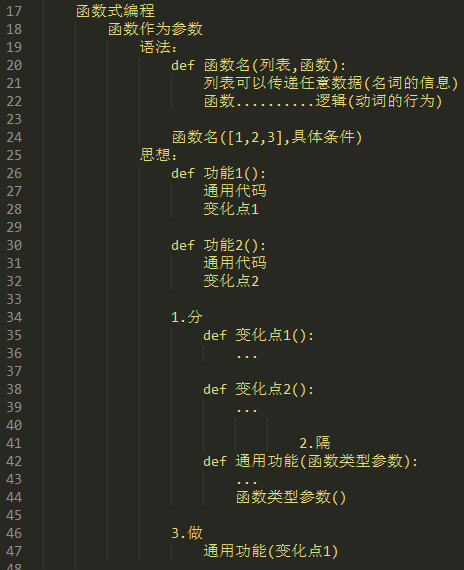 17 函数式编程
18 函数作为参数
19 语法:
20 def 函数名(列表,函数):
21 列表可以传递任意数据(名词的信息)
22 函数..........逻辑(动词的行为)
23
24 函数名([1,2,3],具体条件)
25 思想:
26 def 功能1():
27 通用代码
28 变化点1
29
30 def 功能2():
31 通用代码
32 变化点2
33
34 1.分
35 def 变化点1():
36 ...
37
38 def 变化点2():
39 ...
40
41 2.隔
42 def 通用功能(函数类型参数):
43 ...
44 函数类型参数()
45
46 3.做
47 通用功能(变化点1)
48